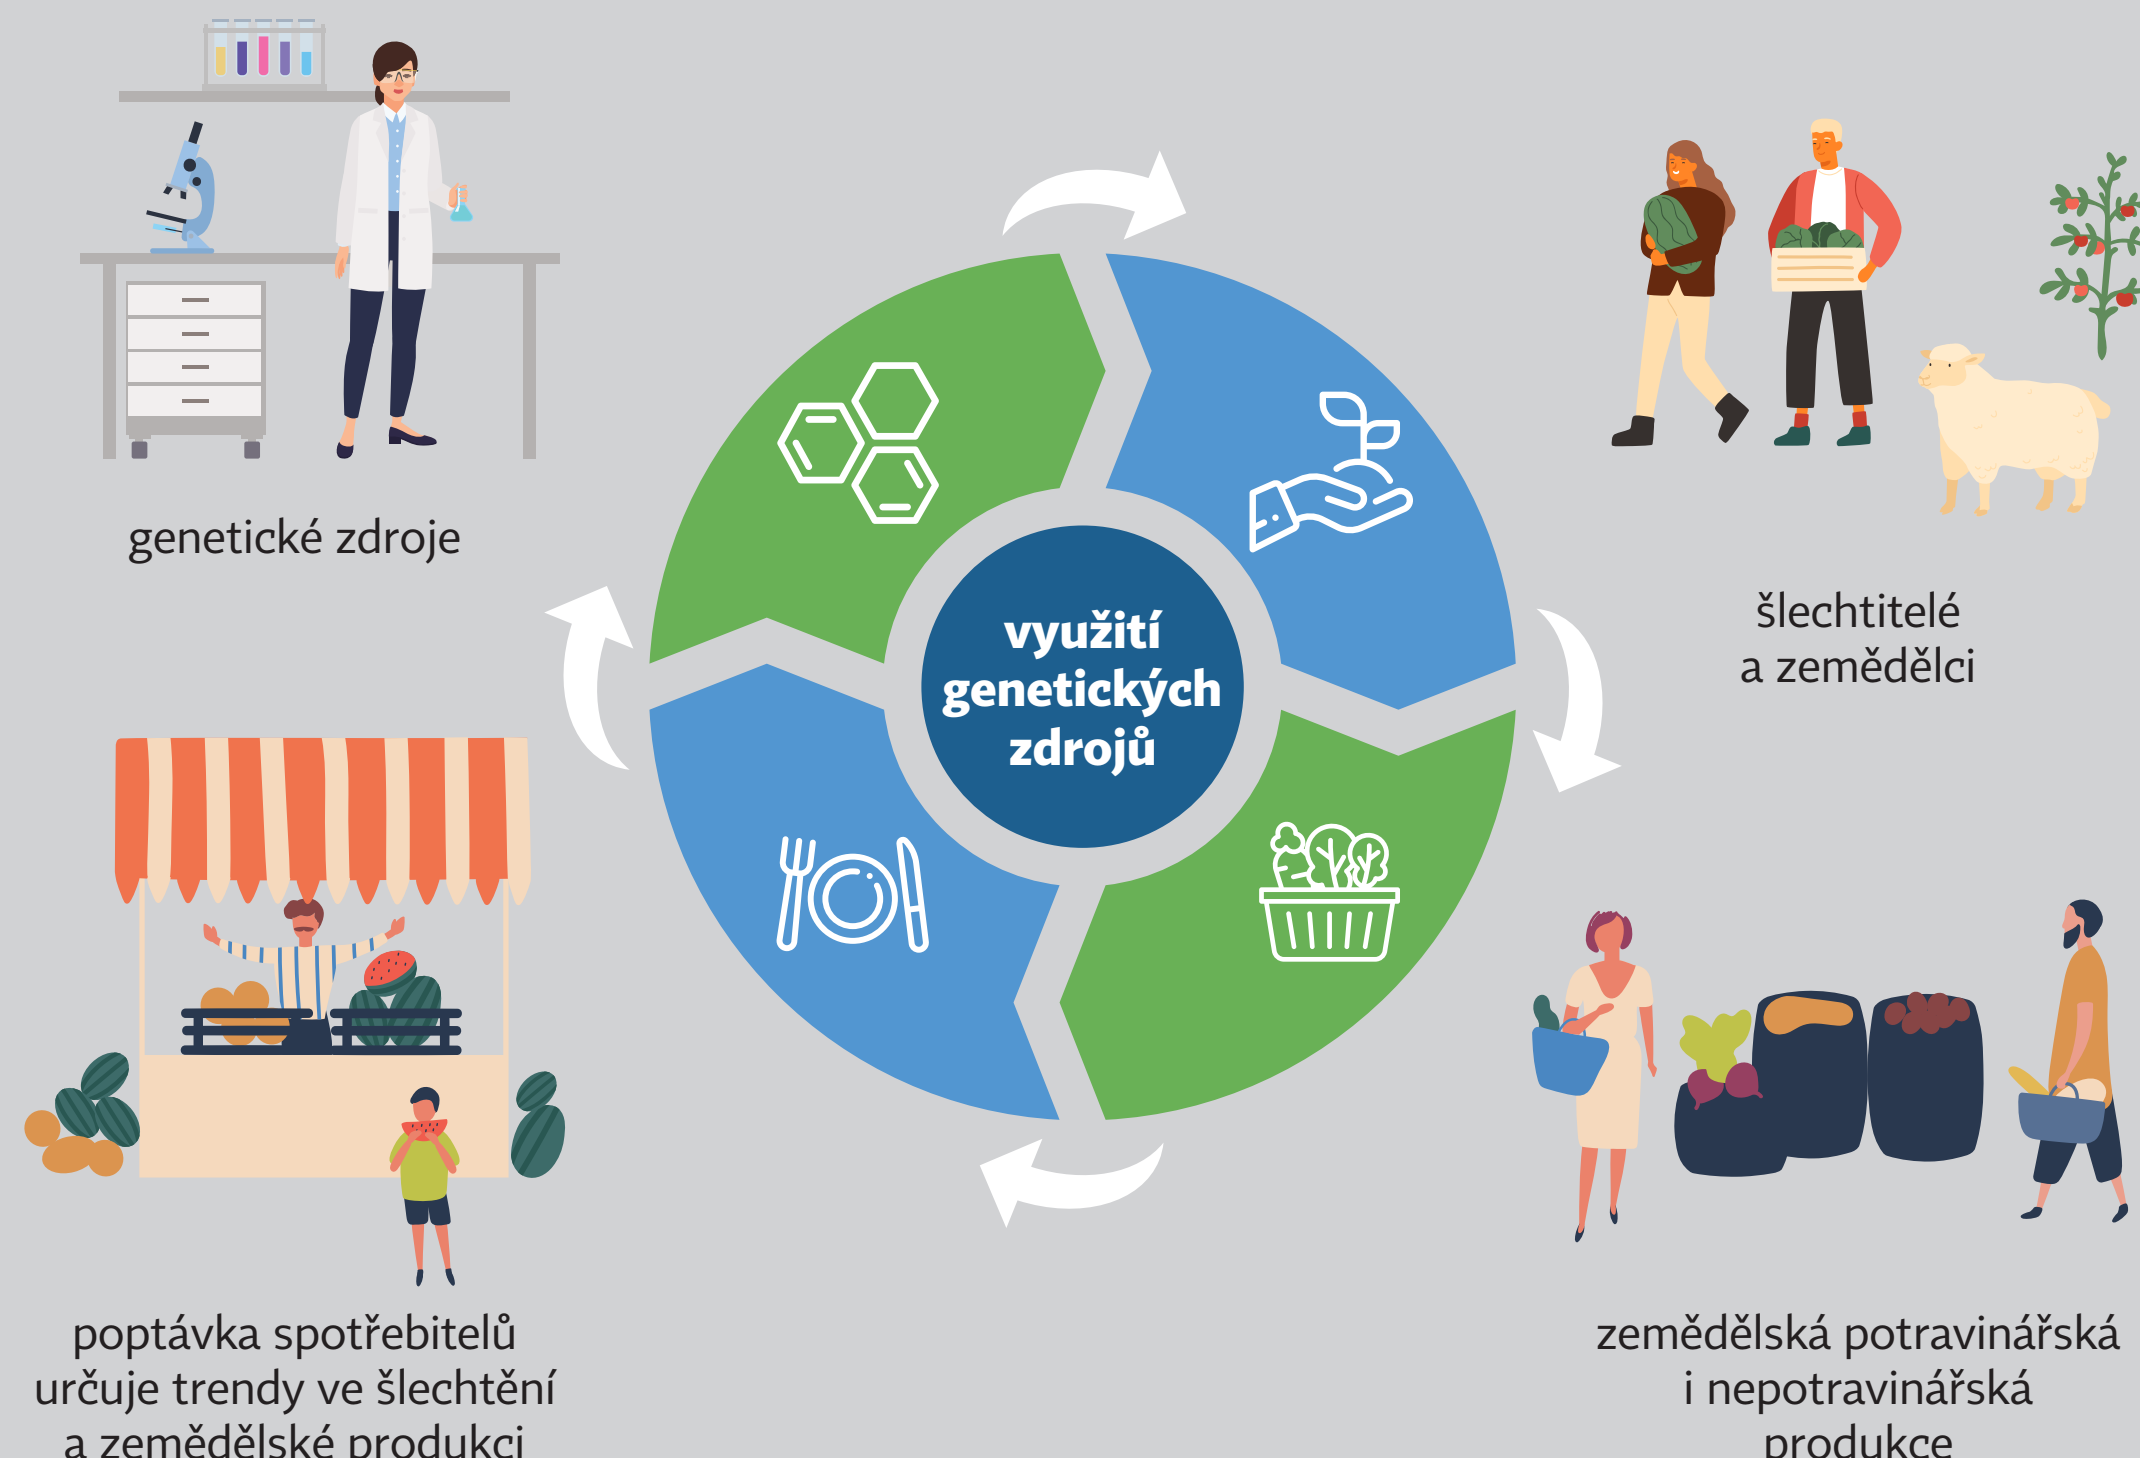 genetické zdroje
využití
genetických
zdrojů
šlechtitelé
a zemědělci
poptávka spotřebitelů
určuje trendy ve šlechtění
a zemědělské produkci
zemědělská potravinářská
i nepotravinářská
produkce